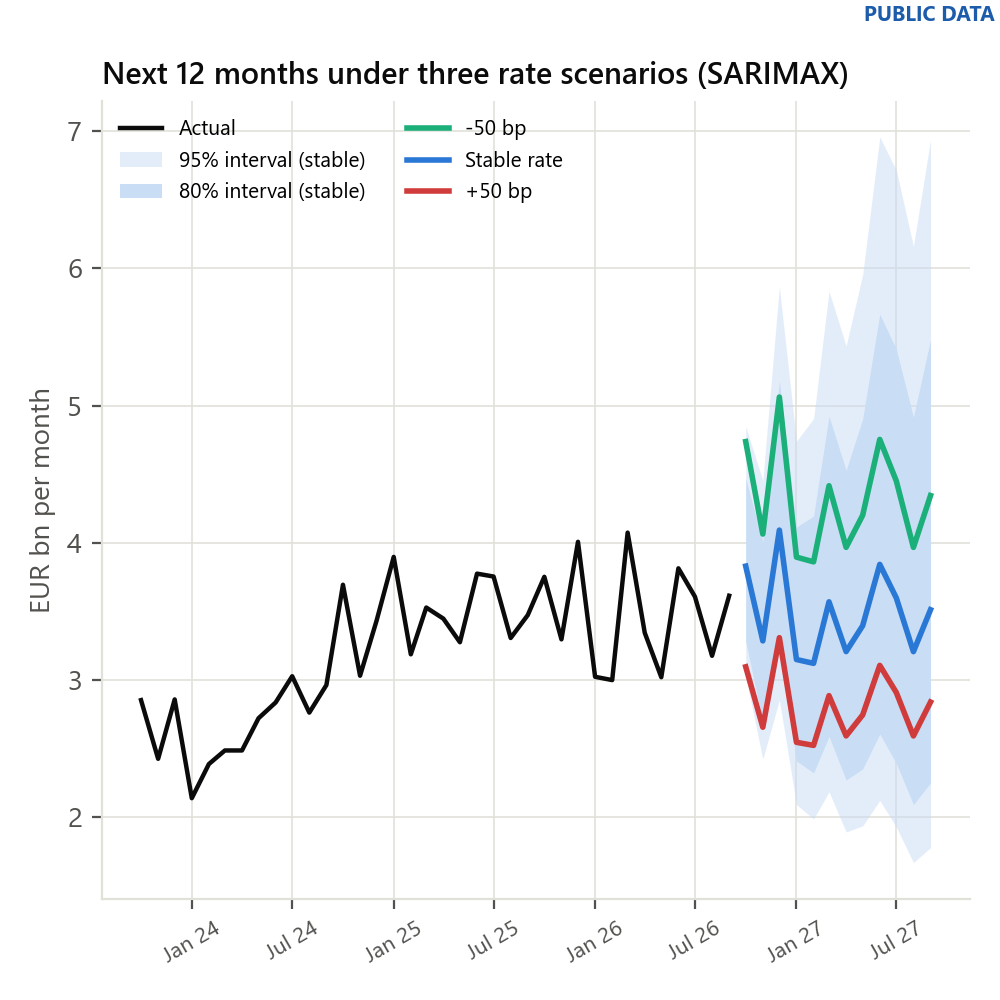 PUBLIC DATA
Next 12 months under three rate scenarios (SARIMAX)
Actual
95% interval (stable)
80% interval (stable)
-50 bp
Stable rate
+50 bp
EUR bn per month
7
6
5
4
3
2
Jan 24
Jul 24
Jan 25
Jul 25
Jan 26
Jul 26
Jan 27
Jul 27